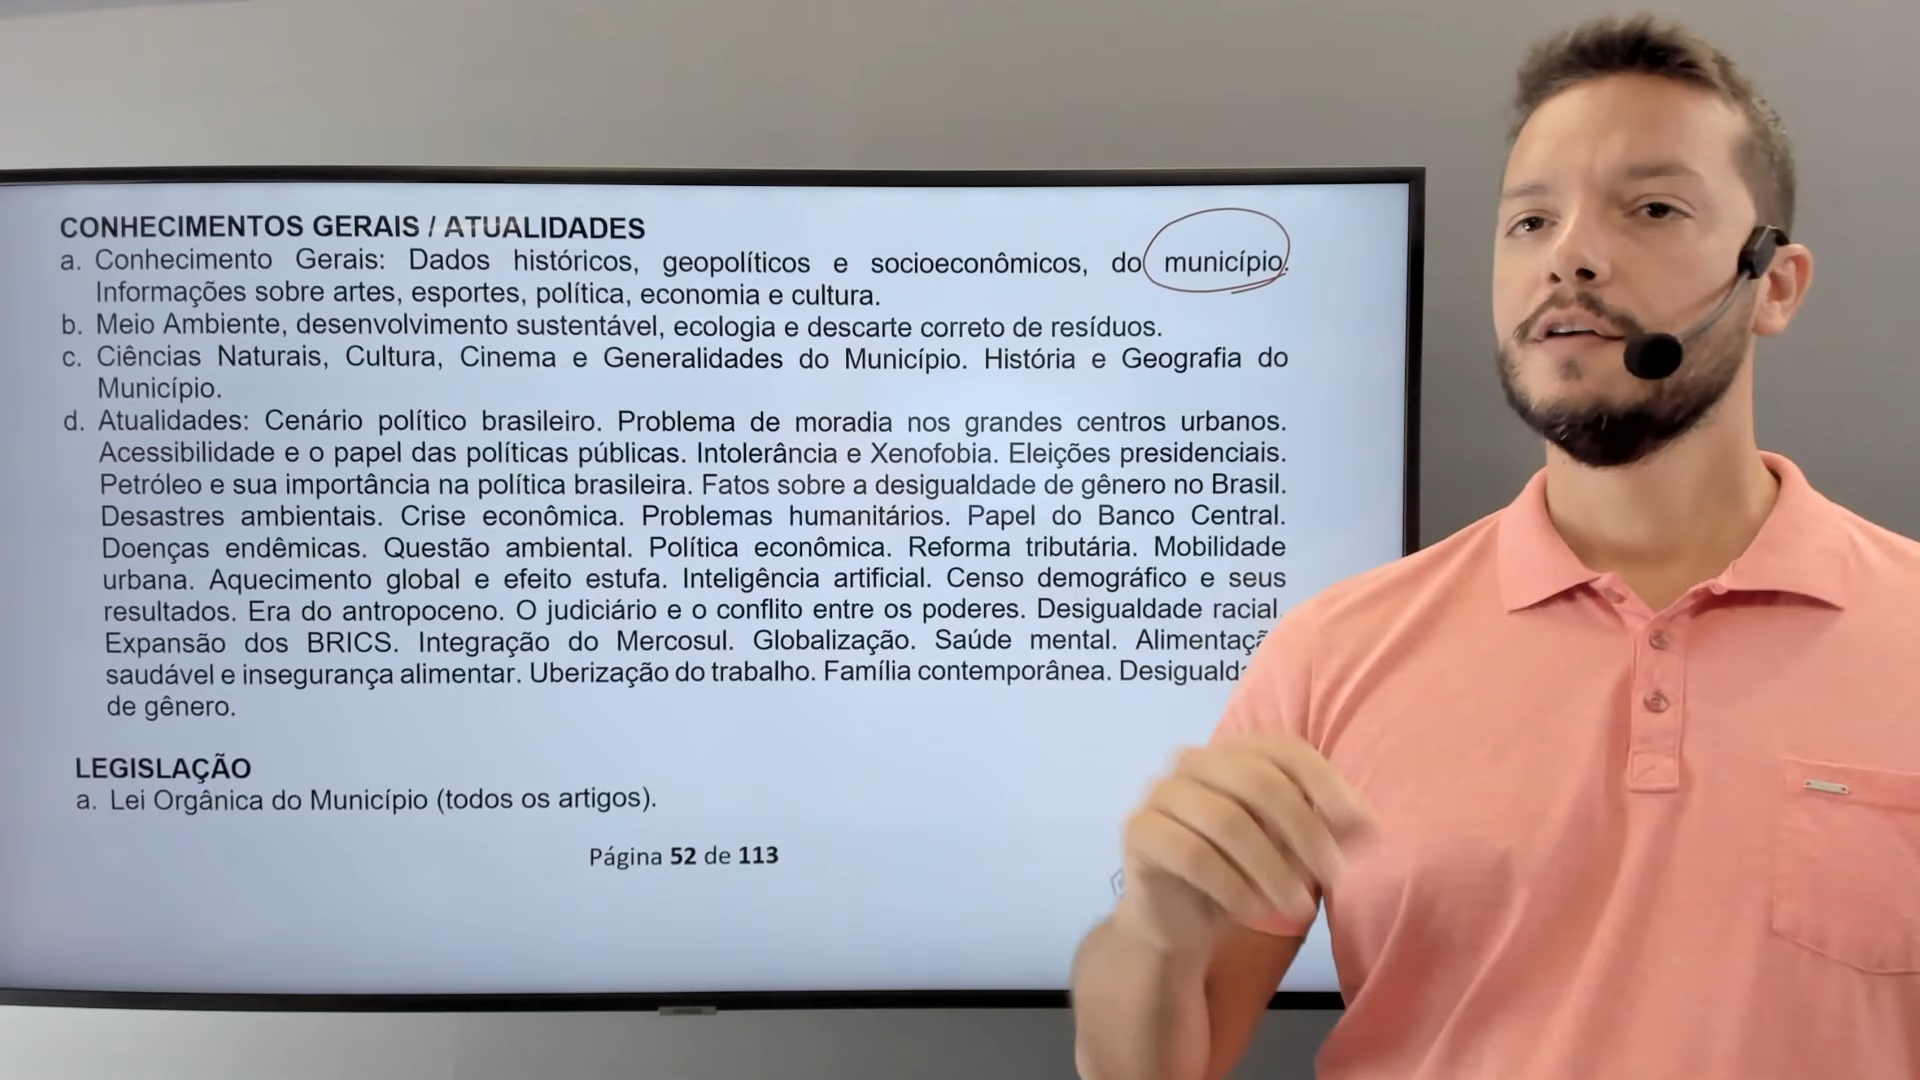 CONHECIMENTOS GERAIS / ATUALIDADES
a. Conhecimento Gerais: Dados históricos, geopolíticos e socioeconômicos, do município.
Informações sobre artes, esportes, política, economia e cultura.
b. Meio Ambiente, desenvolvimento sustentável, ecologia e descarte correto de resíduos.
c. Ciências Naturais, Cultura, Cinema e Generalidades do Município. História e Geografia do
Município.
d. Atualidades: Cenário político brasileiro. Problema de moradia nos grandes centros urbanos.
Acessibilidade e o papel das políticas públicas. Intolerância e Xenofobia. Eleições presidenciais.
Petróleo e sua importância na política brasileira. Fatos sobre a desigualdade de gênero no Brasil.
Desastres ambientais. Crise econômica. Problemas humanitários. Papel do Banco Central.
Doenças endêmicas. Questão ambiental. Política econômica. Reforma tributária. Mobilidade
urbana. Aquecimento global e efeito estufa. Inteligência artificial. Censo demográfico e seus
resultados. Era do antropoceno. O judiciário e o conflito entre os poderes. Desigualdade racial.
Expansão dos BRICS. Integração do Mercosul. Globalização. Saúde mental.
saudável e insegurança alimentar. Uberização do trabalho. Família contemporânea.
de gênero.
LEGISLAÇÃO
a. Lei Orgânica do Município (todos os artigos).
Página 52 de 113